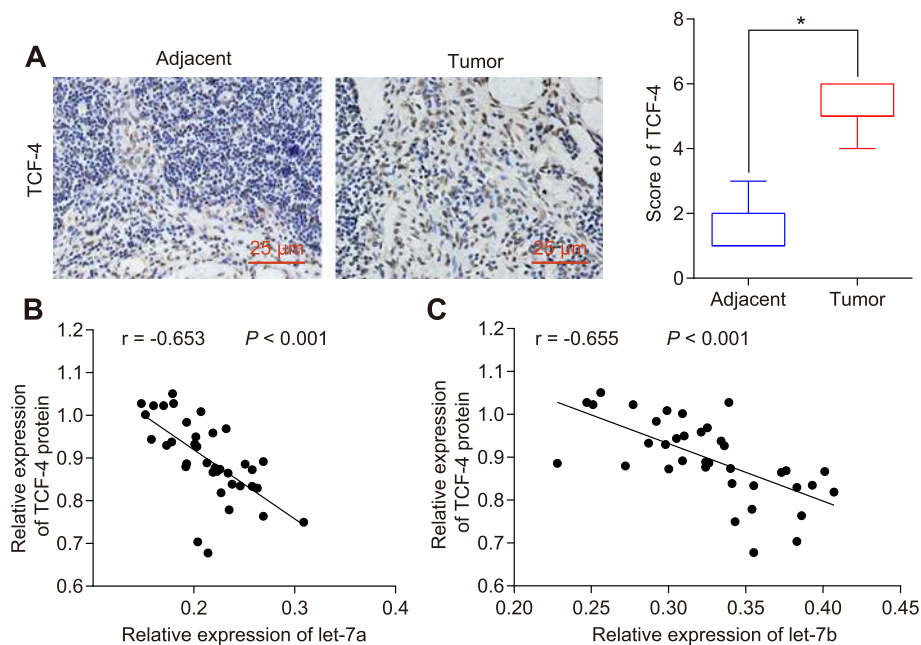 A
Adjacent
Tumor
TCF-4
25 µm
25 µm
Score o f TCF-4
8
6
4
2
0
*
Adjacent
Tumor
B
r = -0.653
P < 0.001
Relative expression
of TCF-4 protein
1.2
1.1
1.0
0.9
0.8
0.7
0.6
0.2
0.3
0.4
Relative expression of let-7a
C
r = -0.655
P < 0.001
Relative expression
of TCF-4 protein
1.2
1.1
1.0
0.9
0.8
0.7
0.6
0.20
0.25
0.30
0.35
0.40
0.45
Relative expression of let-7b